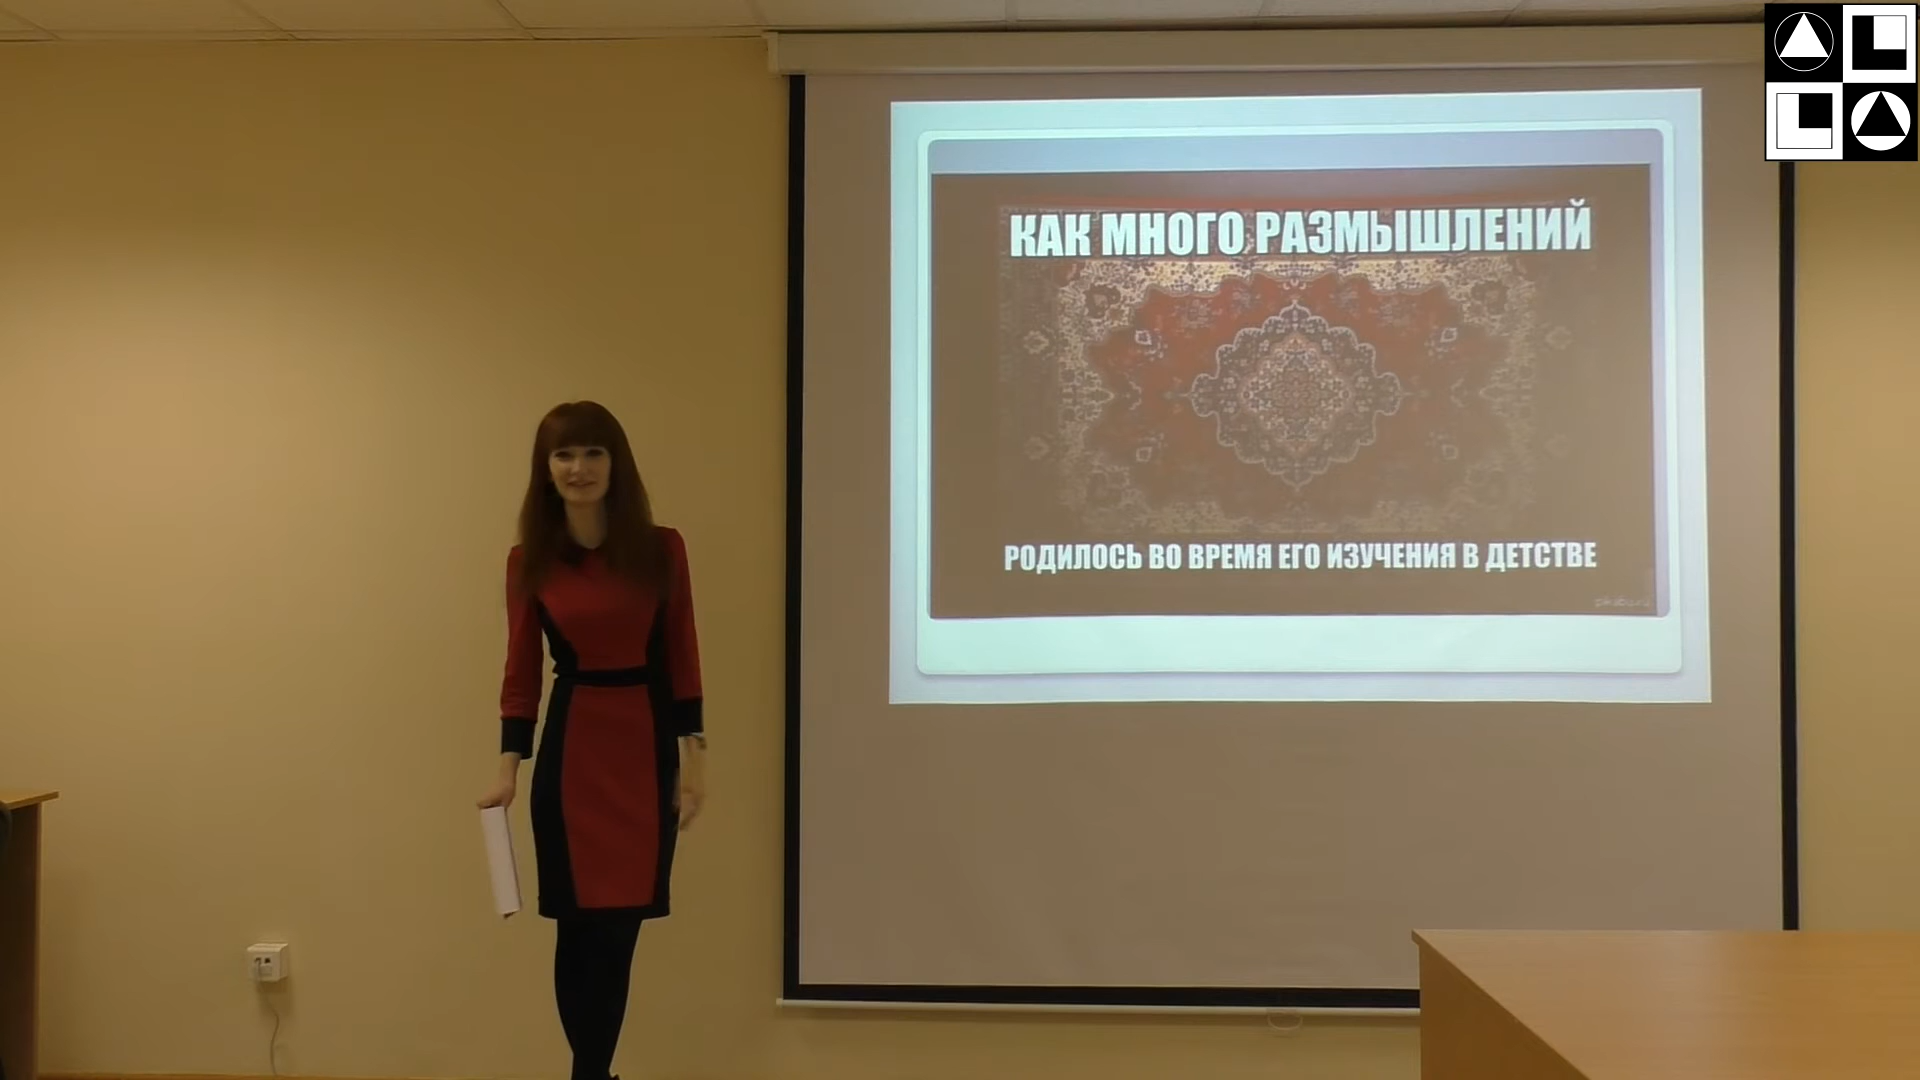 КАК МНОГО РАЗМЫШЛЕНИЙ
РОДИЛОСЬ ВО ВРЕМЯ ЕГО ИЗУЧЕНИЯ В ДЕТСТВЕ